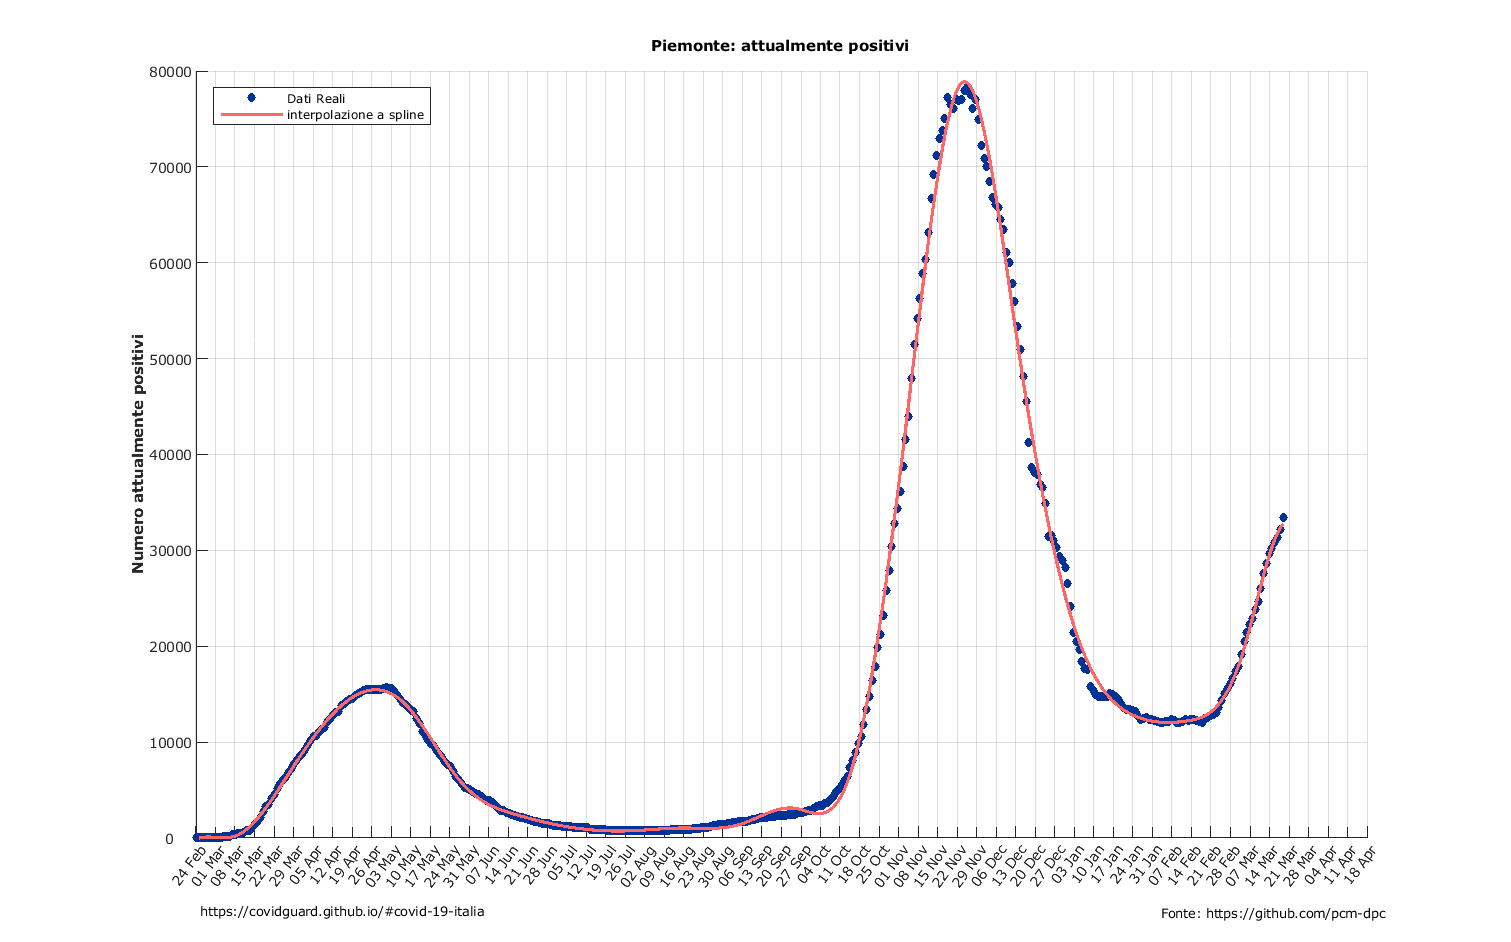 Piemonte: attualmente positivi
Dati Reali
interpolazione a spline
Numero attualmente positivi
80000
70000
60000
50000
40000
30000
20000
10000
0
24 Feb
01 Mar
08 Mar
15 Mar
22 Mar
29 Mar
05 Apr
12 Apr
19 Apr
26 Apr
03 May
10 May
17 May
24 May
31 May
07 Jun
14 Jun
21 Jun
28 Jun
05 Jul
12 Jul
19 Jul
26 Jul
02 Aug
09 Aug
16 Aug
23 Aug
30 Aug
06 Sep
13 Sep
20 Sep
27 Sep
04 Oct
11 Oct
18 Oct
25 Oct
01 Nov
08 Nov
15 Nov
22 Nov
29 Nov
06 Dec
13 Dec
20 Dec
27 Dec
03 Jan
10 Jan
17 Jan
24 Jan
31 Jan
07 Feb
14 Feb
21 Feb
28 Feb
07 Mar
14 Mar
21 Mar
28 Mar
04 Apr
11 Apr
18 Apr
https://covidguard.github.io/#covid-19-italia
Fonte: https://github.com/pcm-dpc